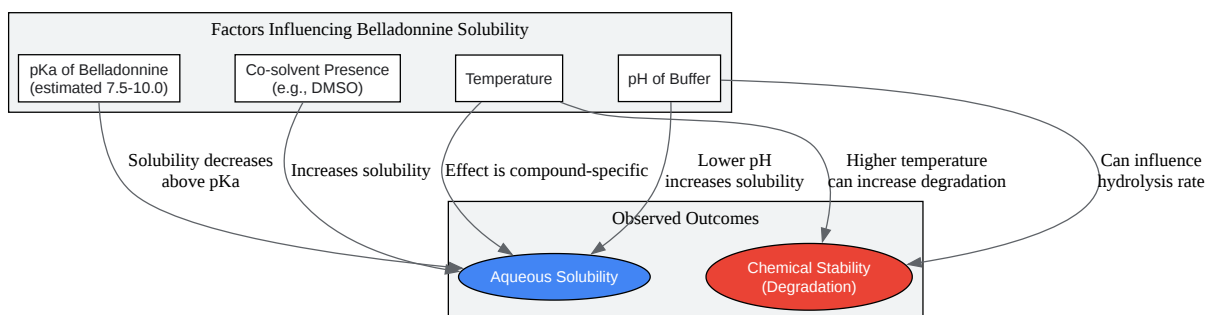 Factors Influencing Belladonnine Solubility
pKa of Belladonnine
(estimated 7.5-10.0)
Co-solvent Presence
(e.g., DMSO)
Temperature
pH of Buffer
Solubility decreases
above pKa
Increases solubility
Effect is compound-specific
Lower pH
increases solubility
Higher temperature
can increase degradation
Can influence
hydrolysis rate
Observed Outcomes
Aqueous Solubility
Chemical Stability
(Degradation)